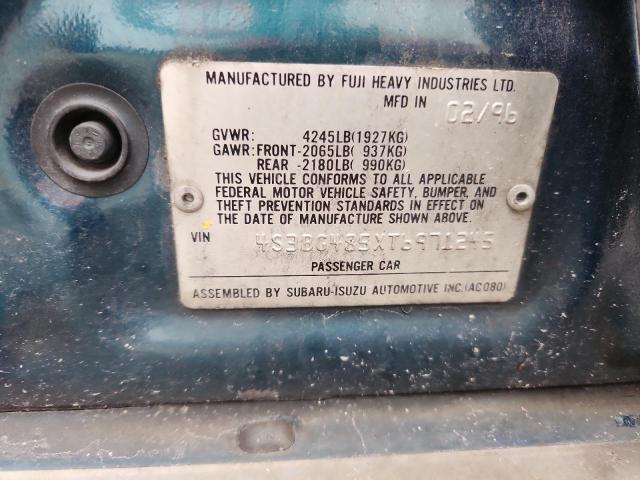 MANUFACTURED BY FUJI HEAVY INDUSTRIES LTD.
MFD IN 02/96
GVWR: 4245LB(1927KG)
GAWR: FRONT-2065LB( 937KG)
REAR -2180LB( 990KG)
THIS VEHICLE CONFORMS TO ALL APPLICABLE
FEDERAL MOTOR VEHICLE SAFETY, BUMPER, AND
THEFT PREVENTION STANDARDS IN EFFECT ON
THE DATE OF MANUFACTURE SHOWN ABOVE.
VIN 4S3BG485XT6971245
PASSENGER CAR
ASSEMBLED BY SUBARU-ISUZU AUTOMOTIVE INC.(AC080)